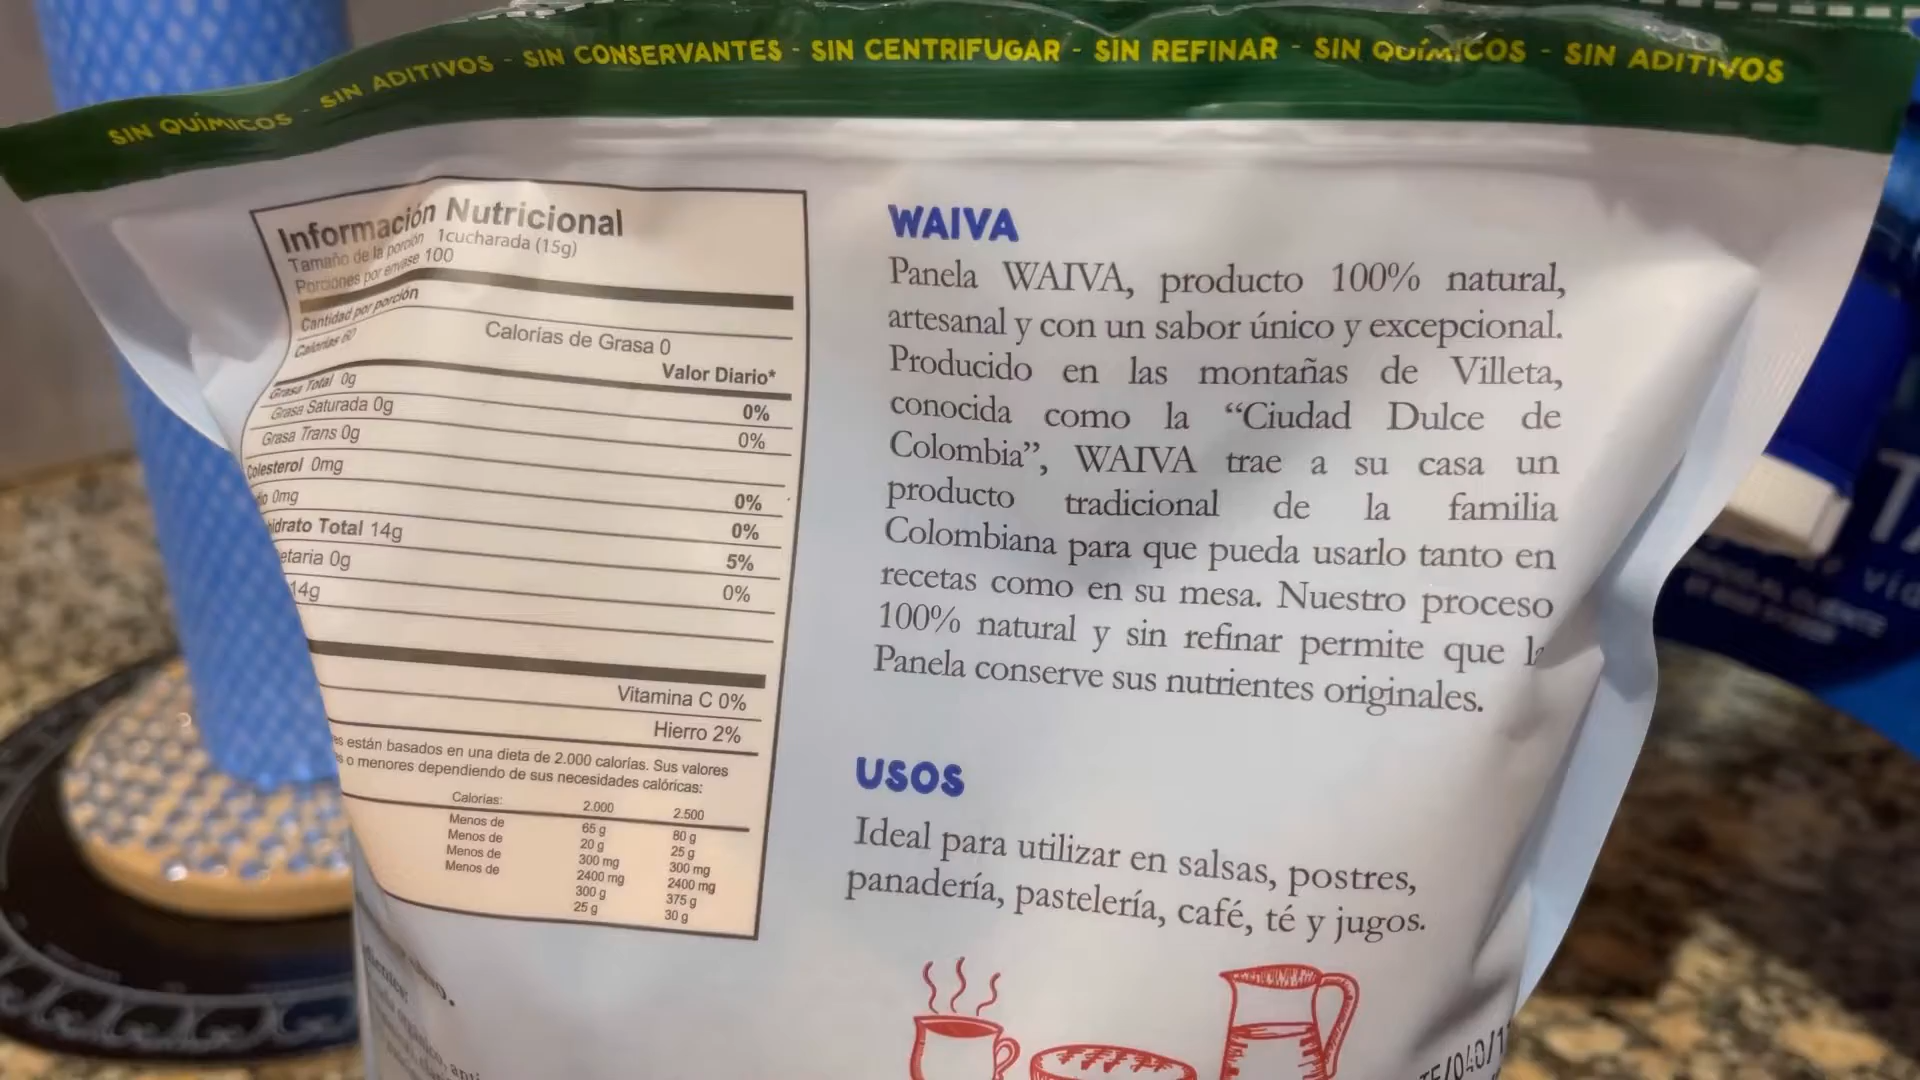 SIN QUÍMICOS - SIN ADITIVOS - SIN CONSERVANTES - SIN CENTRIFUGAR - SIN REFINAR - SIN QUÍMICOS - SIN ADITIVOS
Información Nutricional
Tamaño de la porción 1cucharada (15g)
Porciones por envase 100
Cantidad por porción
Calorías 60
Calorías de Grasa 0
Valor Diario*
Grasa Total 0g 0%
Grasa Saturada 0g 0%
Grasa Trans 0g
Colesterol 0mg 0%
0mg 0%
Total 14g 5%
0g 0%
14g
Vitamina C 0%
Hierro 2%
están basados en una dieta de 2.000 calorías. Sus valores
o menores dependiendo de sus necesidades calóricas:
Calorías: 2.000 2.500
Menos de 65 g 80 g
Menos de 20 g 25 g
Menos de 300 mg 300 mg
Menos de 2400 mg 2400 mg
300 g 375 g
25 g 30 g
WAIVA
Panela WAIVA, producto 100% natural,
artesanal y con un sabor único y excepcional.
Producido en las montañas de Villeta,
conocida como la “Ciudad Dulce de
Colombia”, WAIVA trae a su casa un
producto tradicional de la familia
Colombiana para que pueda usarlo tanto en
recetas como en su mesa. Nuestro proceso
100% natural y sin refinar permite que la
Panela conserve sus nutrientes originales.
USOS
Ideal para utilizar en salsas, postres,
panadería, pastelería, café, té y jugos.